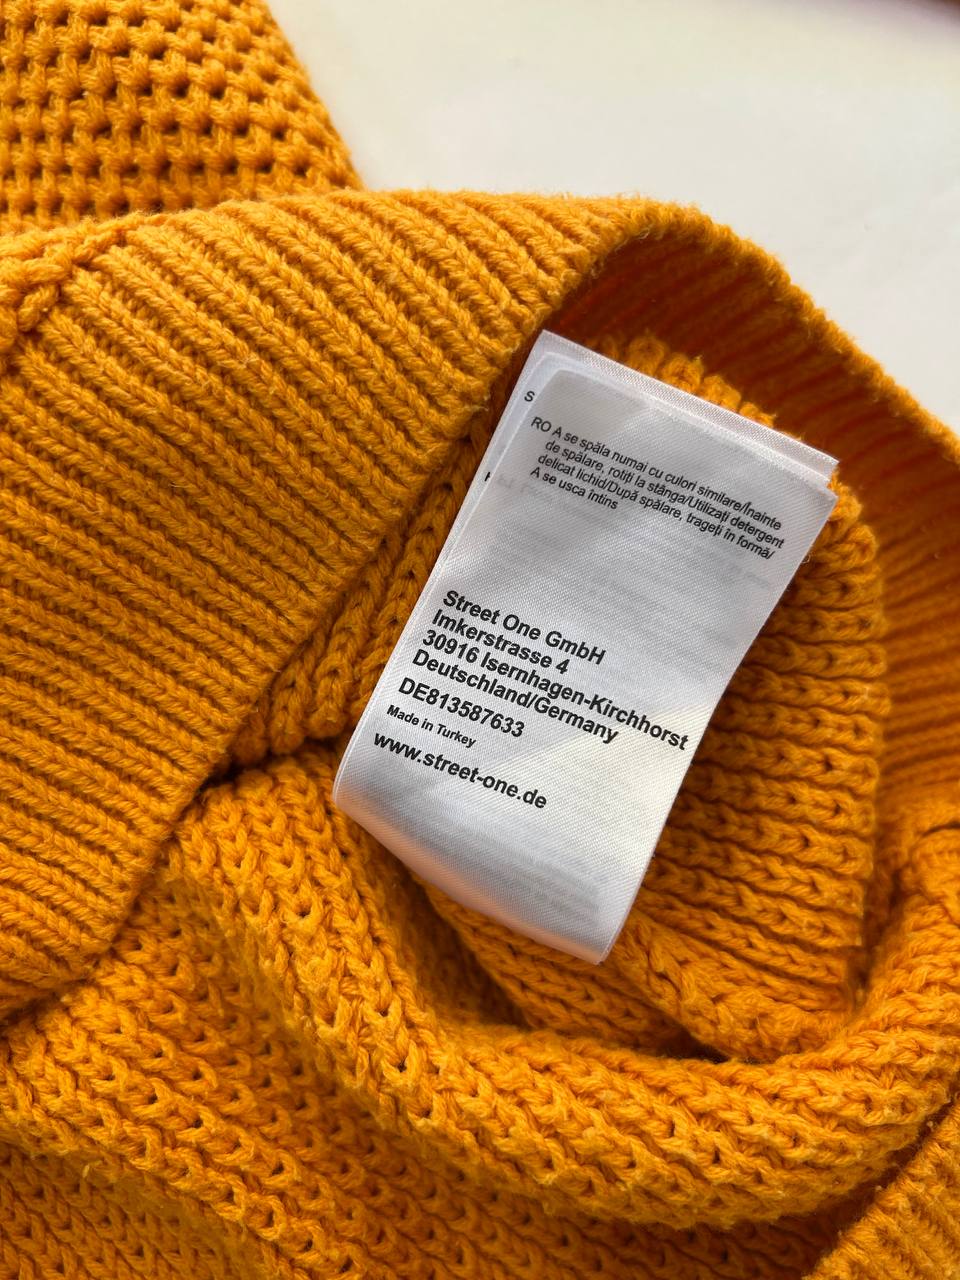 S
RO A se spăla numai cu culori similare/Înainte
de spălare, rotiți la stânga/Utilizați detergent
delicat lichid/După spălare, trageți în formă/
A se usca întins
Street One GmbH
Imkerstrasse 4
30916 Isernhagen-Kirchhorst
Deutschland/Germany
DE813587633
Made in Turkey
www.street-one.de